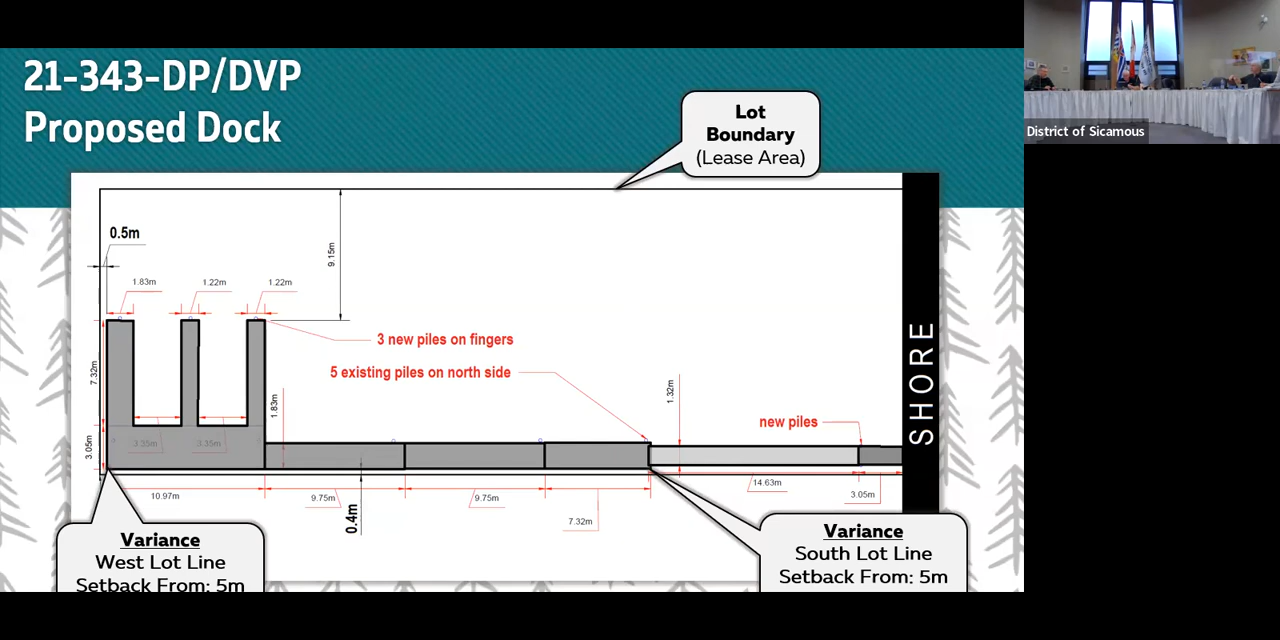 21-343-DP/DVP
Proposed Dock
Lot
Boundary
(Lease Area)
District of Sicamous
0.5m
9.15m
1.83m
1.22m
1.22m
3 new piles on fingers
5 existing piles on north side
7.32m
1.83m
1.32m
new piles
SHORE
3.05m
3.35m
3.35m
10.97m
9.75m
0.4m
9.75m
7.32m
14.63m
3.05m
Variance
West Lot Line
Setback From: 5m
Variance
South Lot Line
Setback From: 5m